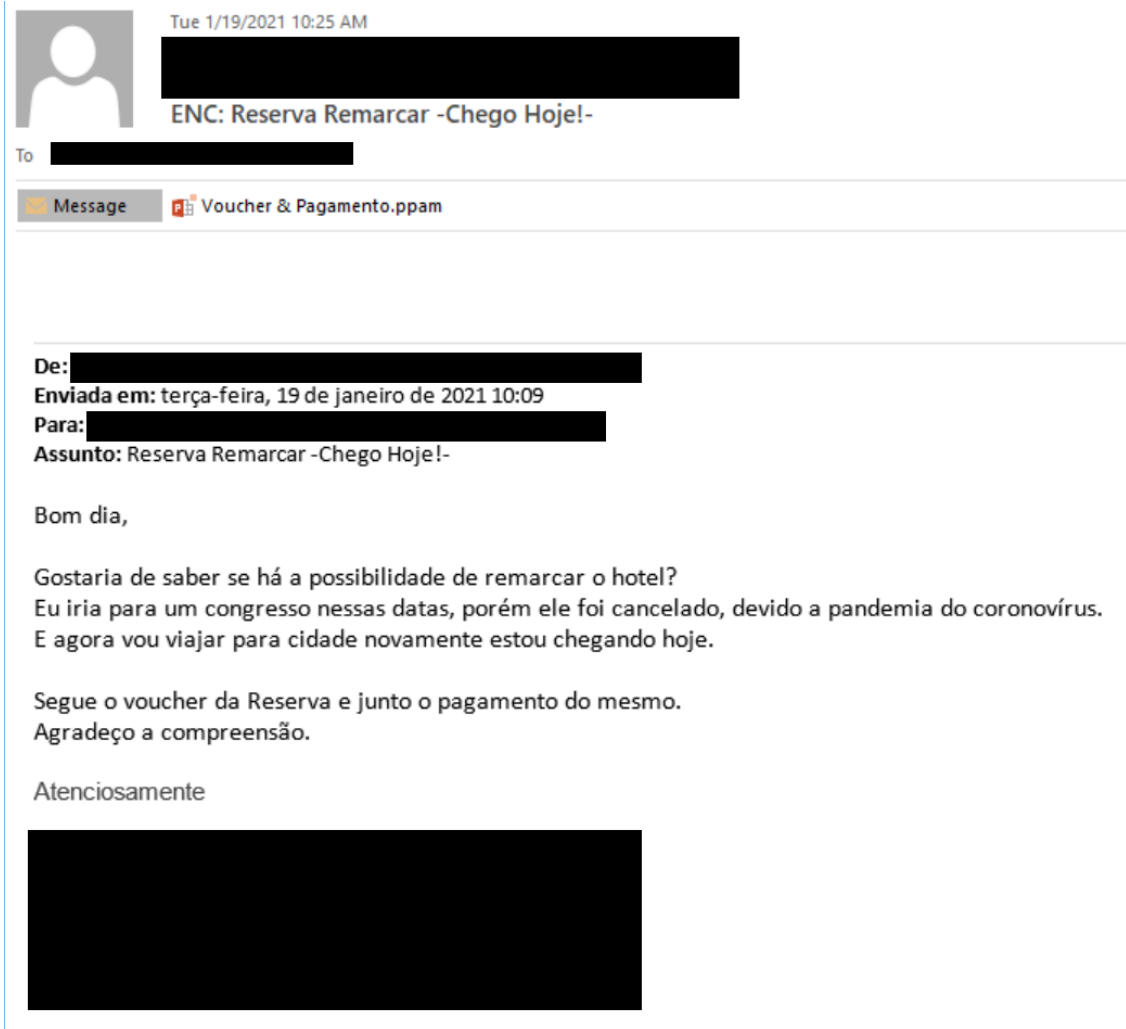 Tue 1/19/2021 10:25 AM
ENC: Reserva Remarcar -Chego Hoje!-
To
Message
Voucher & Pagamento.ppam
De:
Enviada em: terça-feira, 19 de janeiro de 2021 10:09
Para:
Assunto: Reserva Remarcar -Chego Hoje!-
Bom dia,
Gostaria de saber se há a possibilidade de remarcar o hotel?
Eu iria para um congresso nessas datas, porém ele foi cancelado, devido a pandemia do coronovírus.
E agora vou viajar para cidade novamente estou chegando hoje.
Segue o voucher da Reserva e junto o pagamento do mesmo.
Agradeço a compreensão.
Atenciosamente